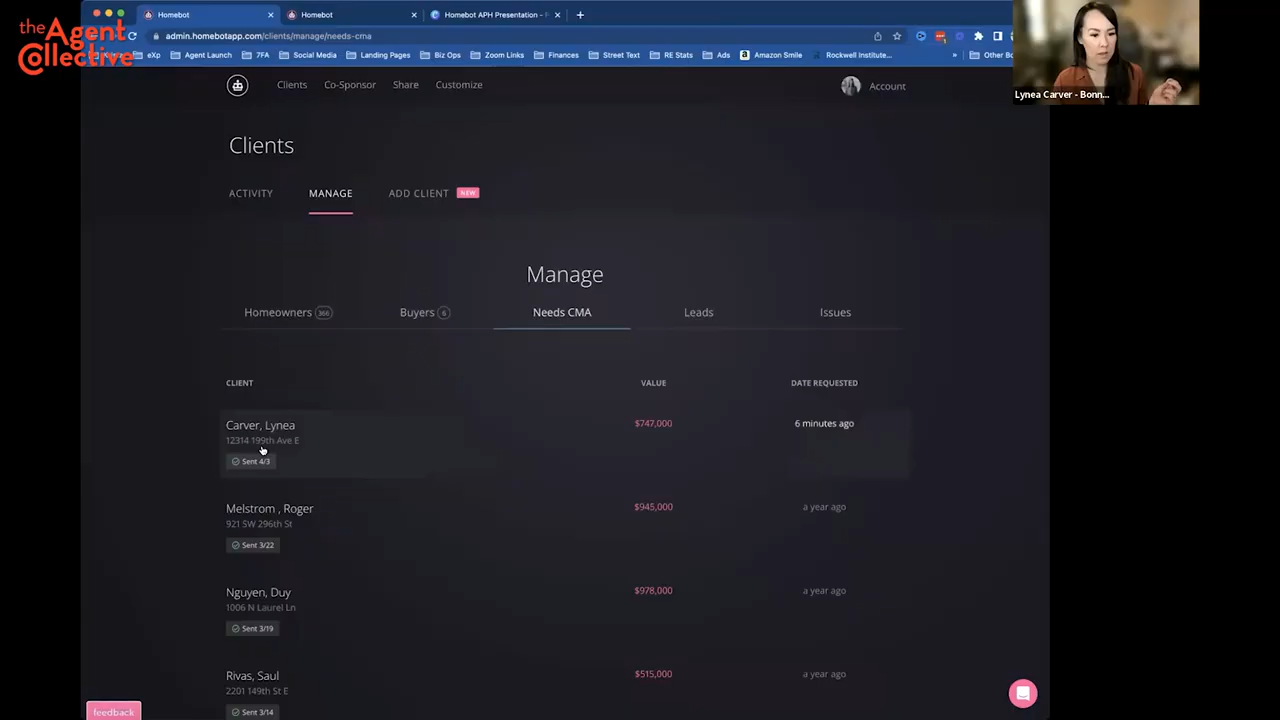 the Agent Collective
Homebot
Homebot
Homebot APH Presentation - F
admin.homebotapp.com/clients/manage/needs-cma
eXp
Agent Launch
7FA
Social Media
Landing Pages
Biz Ops
Zoom Links
Finances
Street Text
RE Stats
Ads
Amazon Smile
Rockwell Institute...
Other Bo
Lynea Carver - Bonn...
Clients
Co-Sponsor
Share
Customize
Account
Clients
ACTIVITY
MANAGE
ADD CLIENT
NEW
Manage
Homeowners 366
Buyers 6
Needs CMA
Leads
Issues
CLIENT
VALUE
DATE REQUESTED
Carver, Lynea
$747,000
6 minutes ago
12314 199th Ave E
Sent 4/3
Melstrom , Roger
$945,000
a year ago
921 SW 296th St
Sent 3/22
Nguyen, Duy
$978,000
a year ago
1006 N Laurel Ln
Sent 3/19
Rivas, Saul
$515,000
a year ago
2201 149th St E
Sent 3/14
feedback